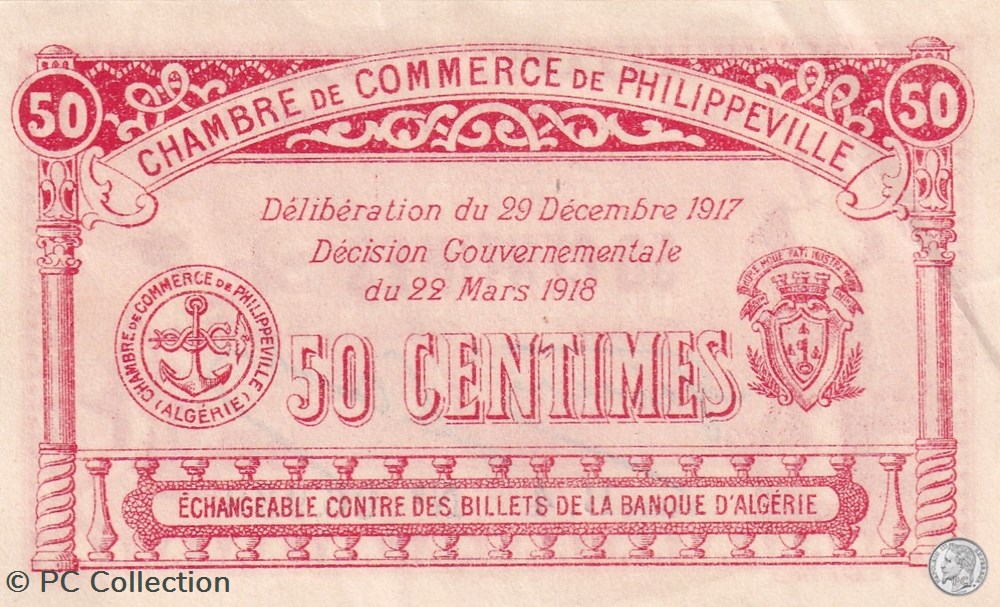 50
CHAMBRE DE COMMERCE DE PHILIPPEVILLE
50
Délibération du 29 Décembre 1917
Décision Gouvernementale
du 22 Mars 1918
CHAMBRE DE COMMERCE DE PHILIPPEVILLE
(ALGÉRIE)
50 CENTIMES
ÉCHANGEABLE CONTRE DES BILLETS DE LA BANQUE D'ALGÉRIE
© PC Collection